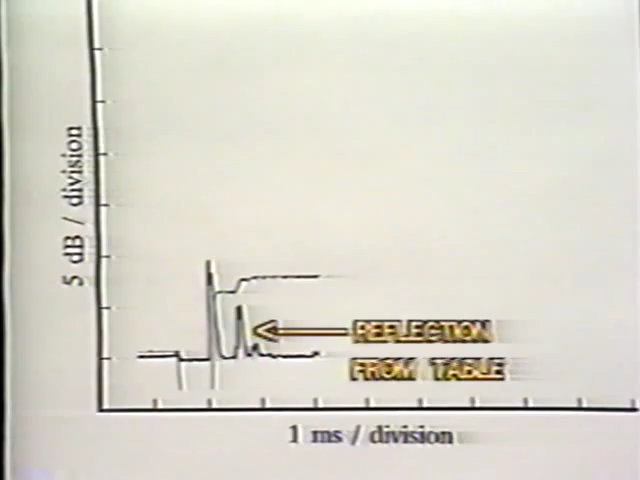 5 dB / division
REFLECTION
FROM TABLE
1 ms / division